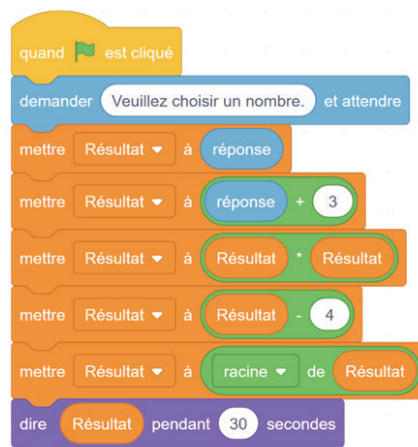 quand est cliqué
demander Veuillez choisir un nombre. et attendre
mettre Résultat à réponse
mettre Résultat à réponse + 3
mettre Résultat à Résultat * Résultat
mettre Résultat à Résultat - 4
mettre Résultat à racine de Résultat
dire Résultat pendant 30 secondes